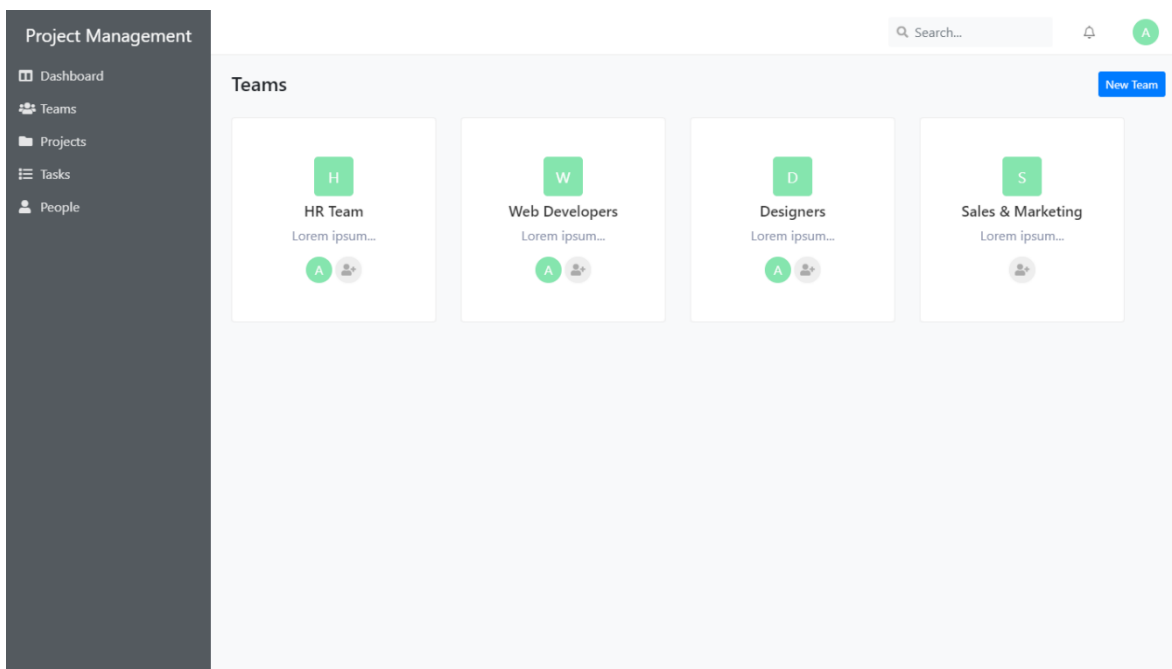 Project Management
Search...
A
Dashboard
Teams
Projects
Tasks
People
Teams
New Team
H
HR Team
Lorem ipsum...
A
W
Web Developers
Lorem ipsum...
A
D
Designers
Lorem ipsum...
A
S
Sales & Marketing
Lorem ipsum...